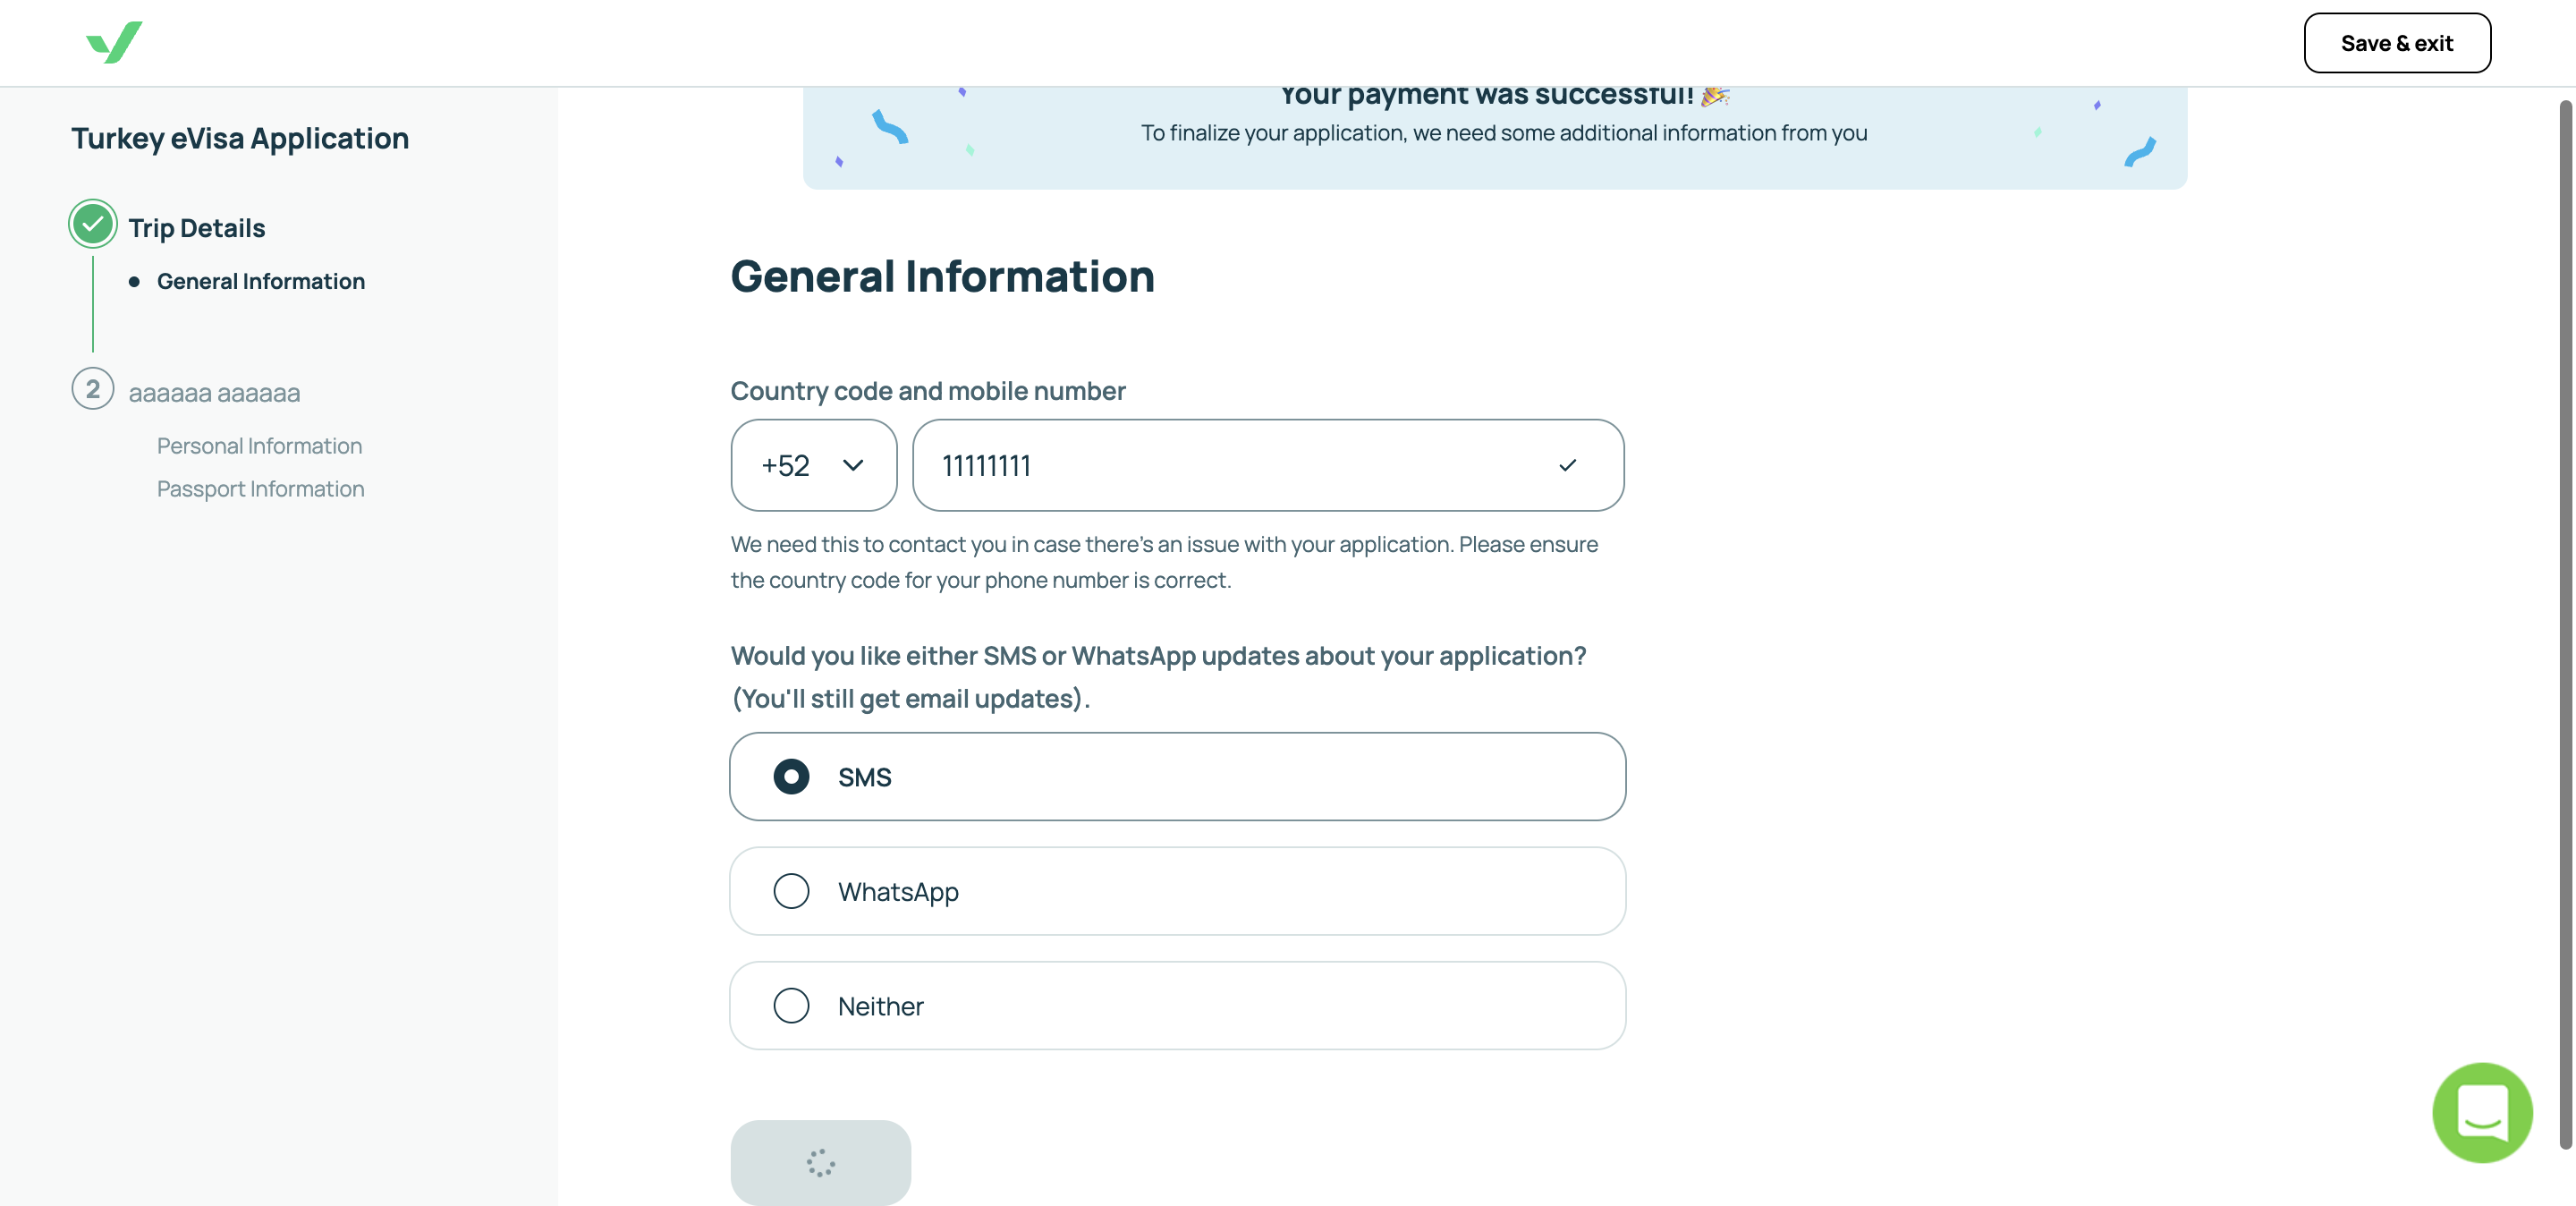 Save & exit
Turkey eVisa Application
Trip Details
General Information
2 aaaaaa aaaaaa
Personal Information
Passport Information
Your payment was successful!
To finalize your application, we need some additional information from you
General Information
Country code and mobile number
+52
11111111
We need this to contact you in case there's an issue with your application. Please ensure
the country code for your phone number is correct.
Would you like either SMS or WhatsApp updates about your application?
(You'll still get email updates).
SMS
WhatsApp
Neither